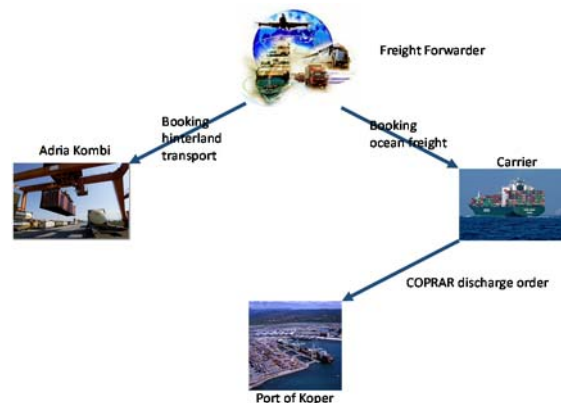 Freight Forwarder
Booking
hinterland
transport
Booking
ocean freight
Adria Kombi
Carrier
COPRAR discharge order
Port of Koper